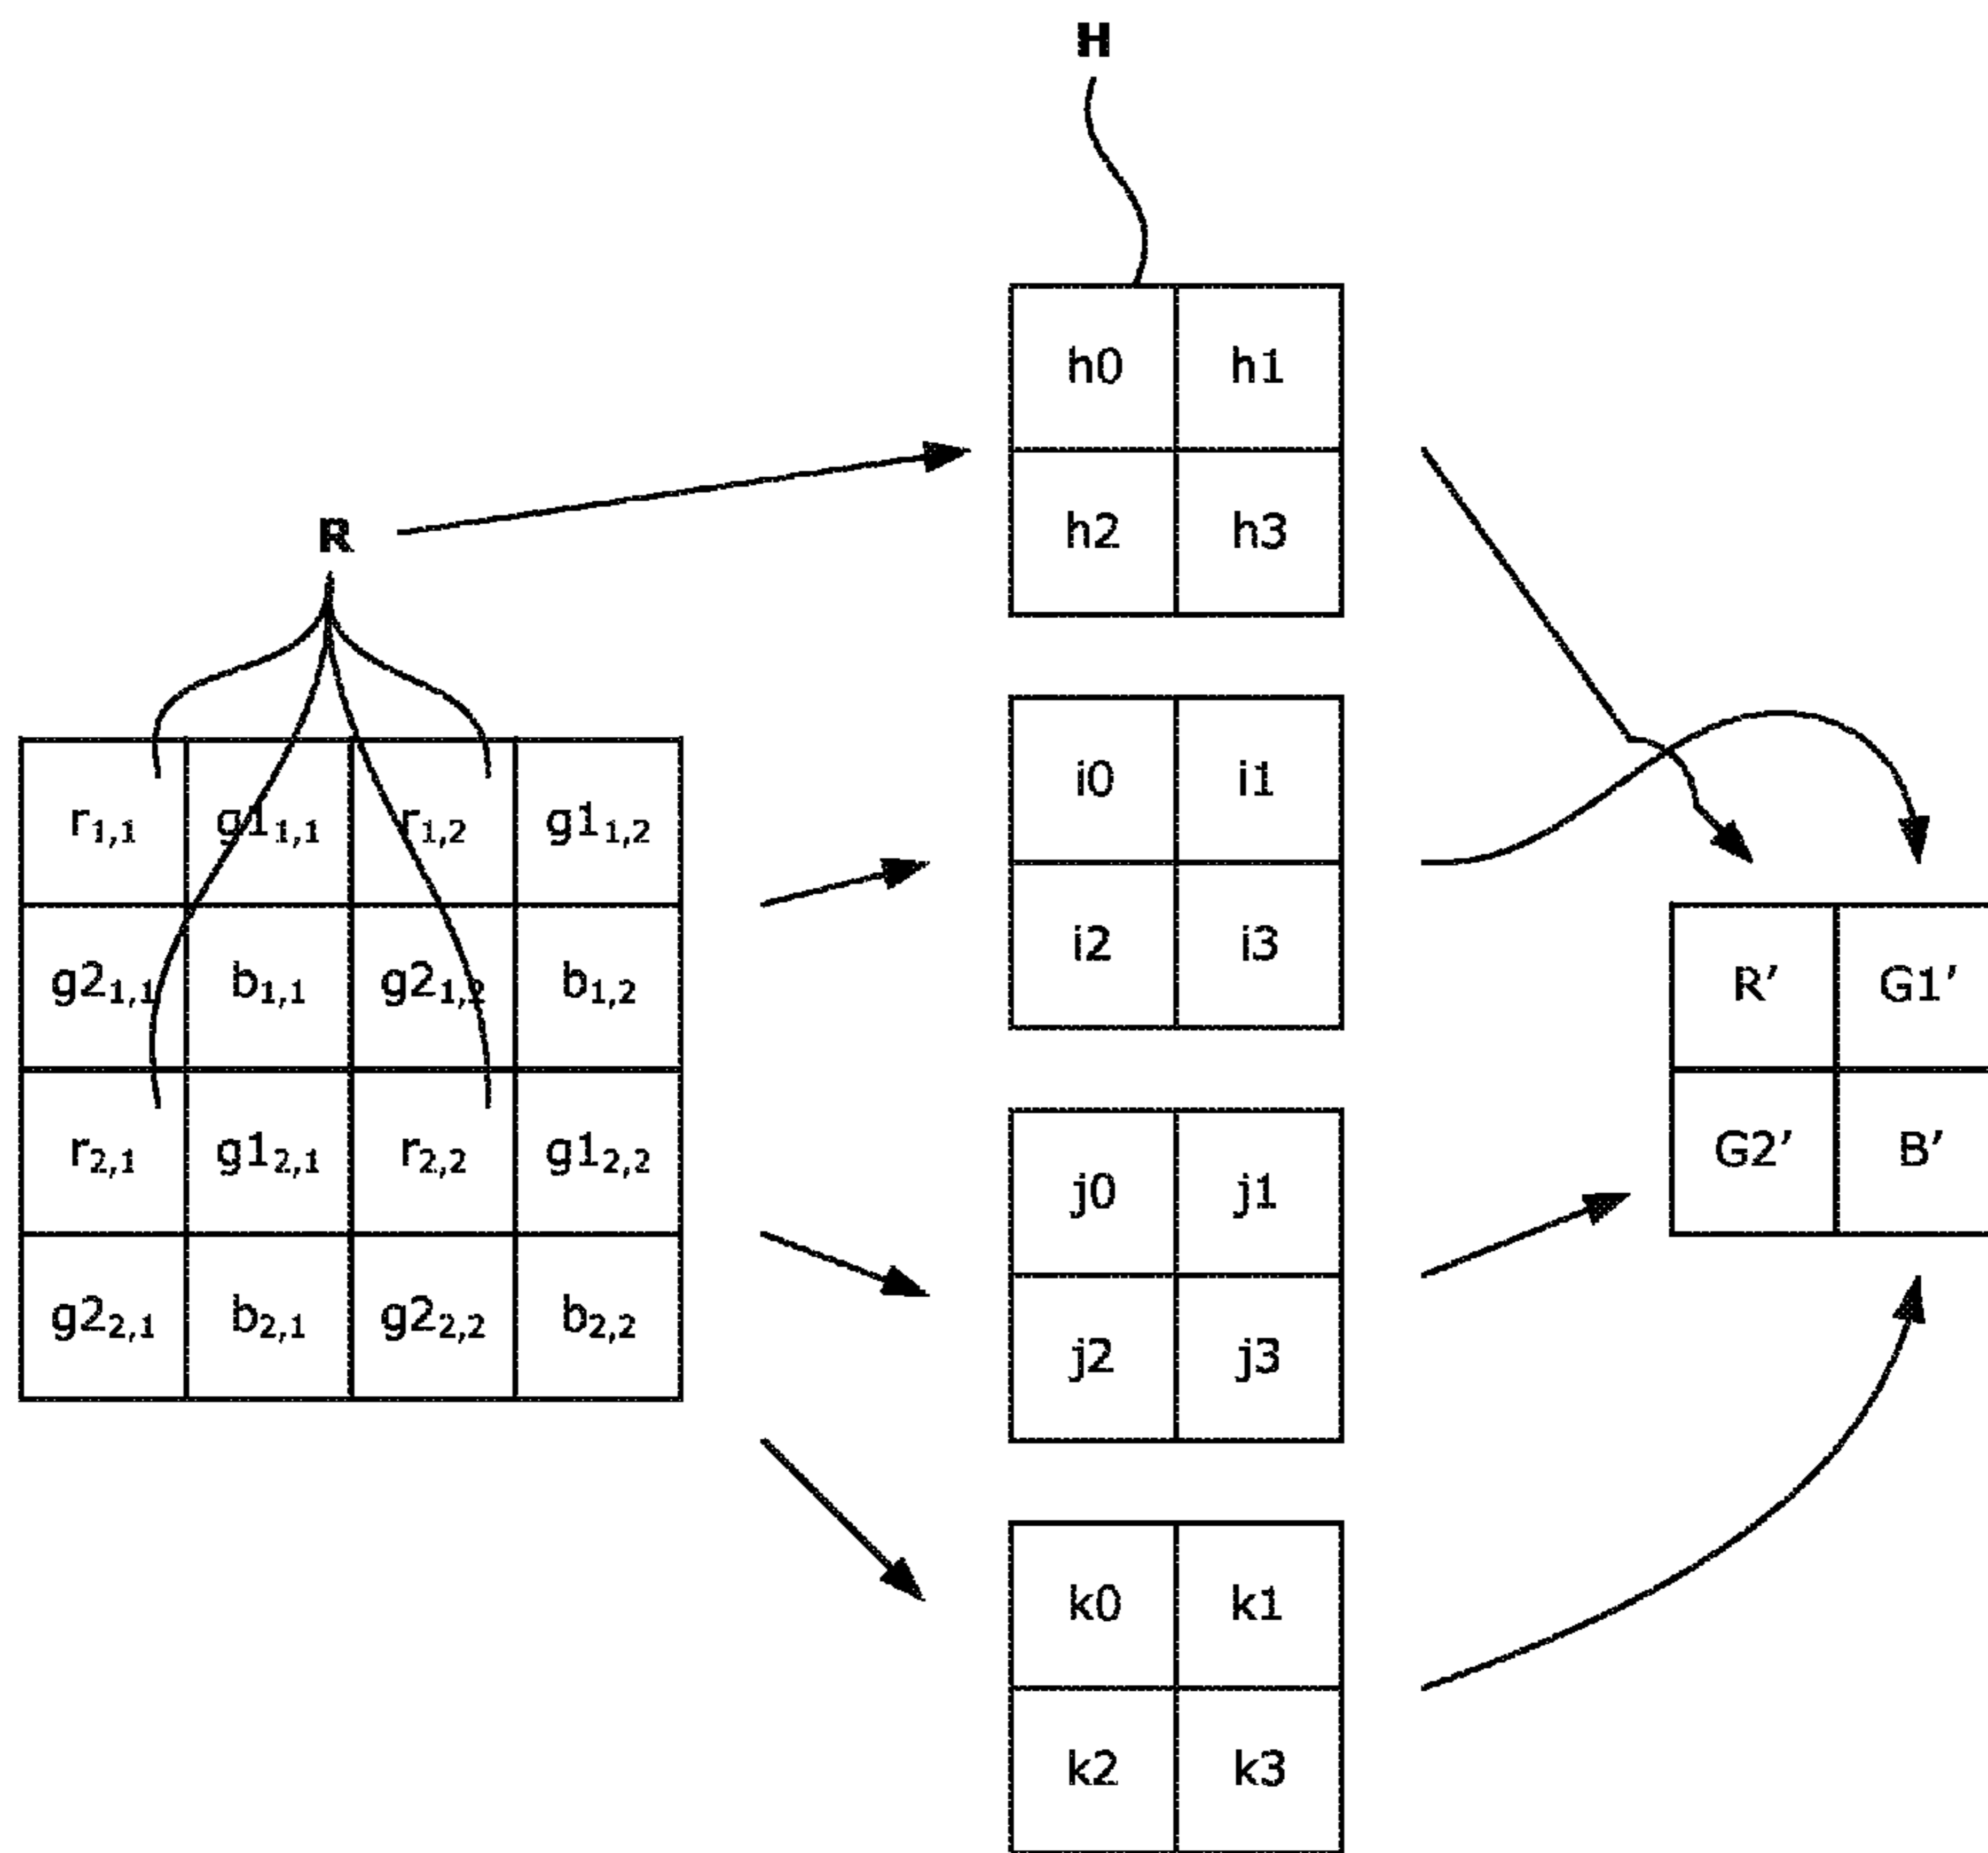 H
h0 h1
h2 h3
R
i0 i1
i2 i3
r1,1 g11,1 r1,2 g11,2
g21,1 b1,1 g21,2 b1,2
r2,1 g12,1 r2,2 g12,2
g22,1 b2,1 g22,2 b2,2
R’ G1’
G2’ B’
j0 j1
j2 j3
k0 k1
k2 k3